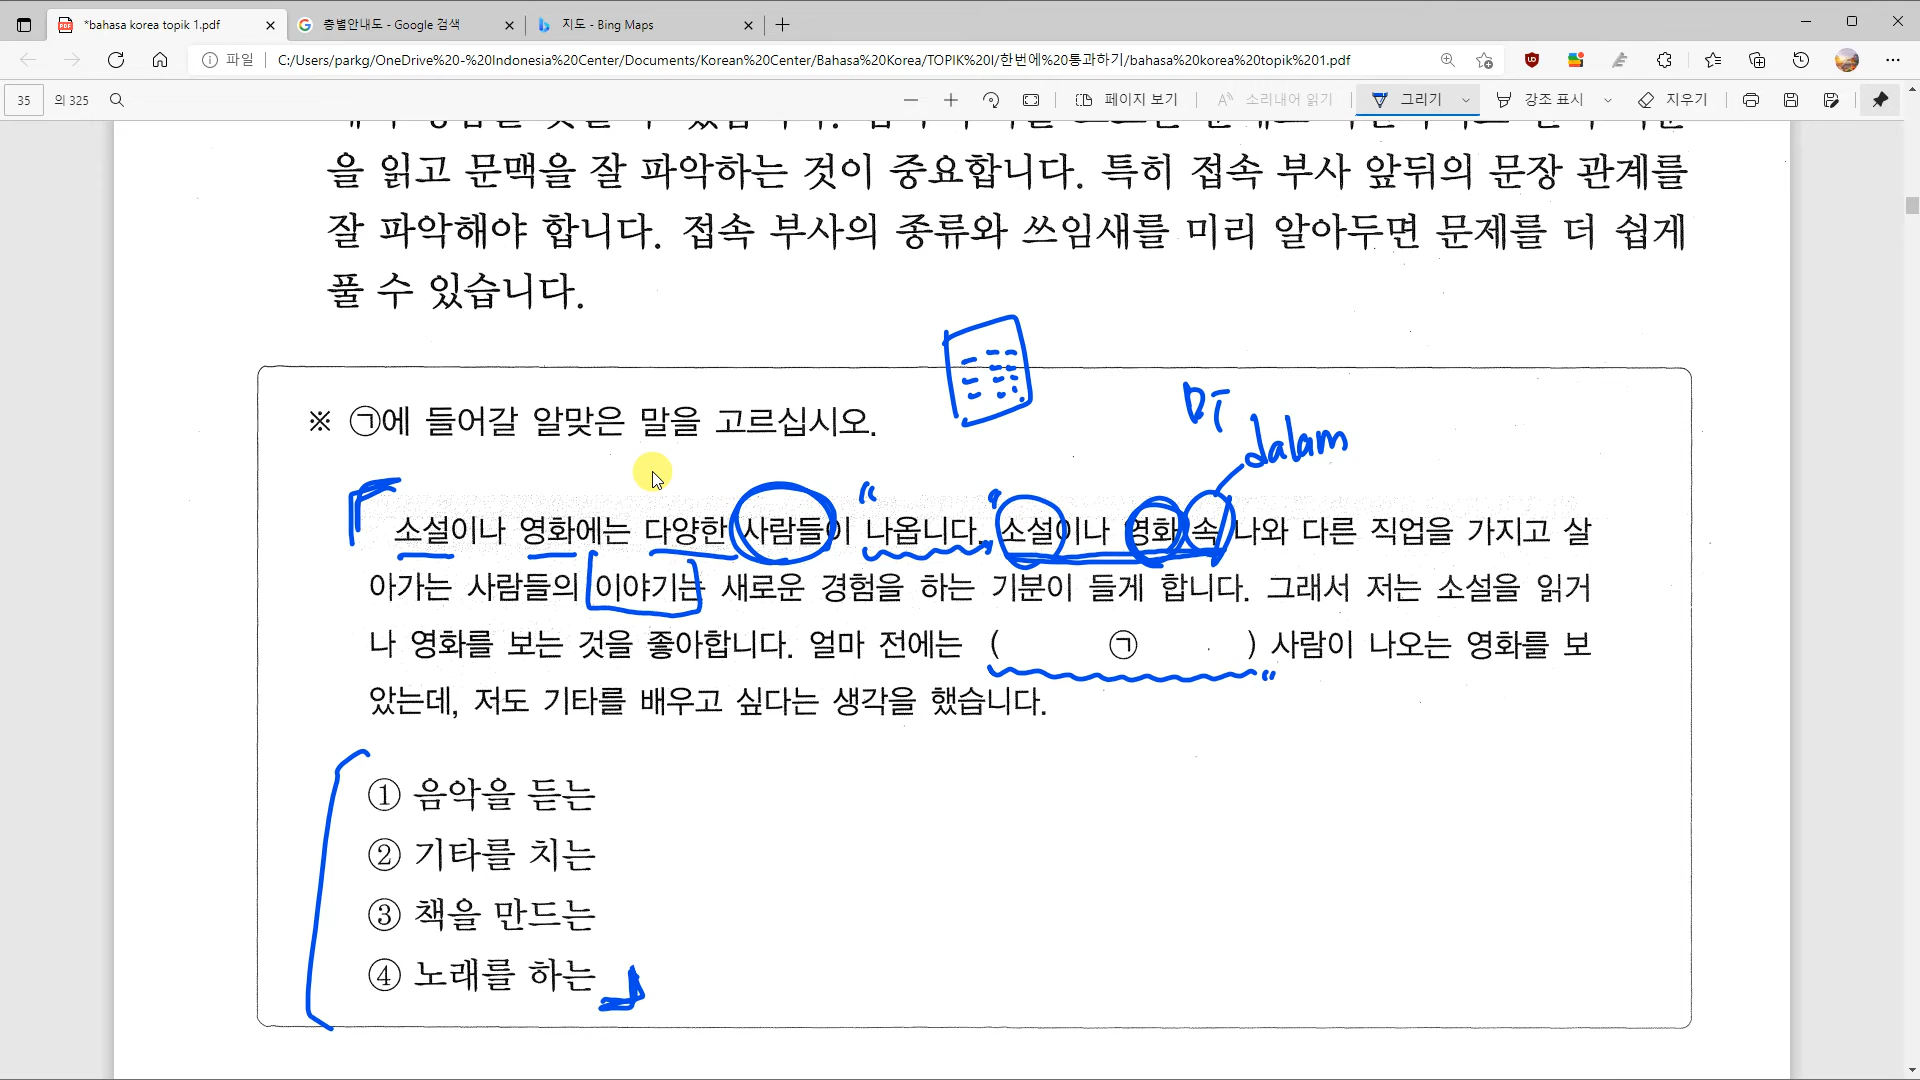 *bahasa korea topik 1.pdf
층별안내도 - Google 검색
지도 - Bing Maps
파일
C:/Users/parkg/OneDrive%20-%20Indonesia%20Center/Documents/Korean%20Center/Bahasa%20Korea/TOPIK%20I/한번에%20통과하기/bahasa%20korea%20topik%201.pdf
35 의 325
페이지 보기
소리내어 읽기
그리기
강조 표시
지우기
을 읽고 문맥을 잘 파악하는 것이 중요합니다. 특히 접속 부사 앞뒤의 문장 관계를
잘 파악해야 합니다. 접속 부사의 종류와 쓰임새를 미리 알아두면 문제를 더 쉽게
풀 수 있습니다.
※ ㉠에 들어갈 알맞은 말을 고르십시오.
DI
dalam
소설이나 영화에는 다양한 사람들이 나옵니다. 소설이나 영화 속 나와 다른 직업을 가지고 살
아가는 사람들의 이야기는 새로운 경험을 하는 기분이 들게 합니다. 그래서 저는 소설을 읽거
나 영화를 보는 것을 좋아합니다. 얼마 전에는 ( ㉠ ) 사람이 나오는 영화를 보
았는데, 저도 기타를 배우고 싶다는 생각을 했습니다.
① 음악을 듣는
② 기타를 치는
③ 책을 만드는
④ 노래를 하는